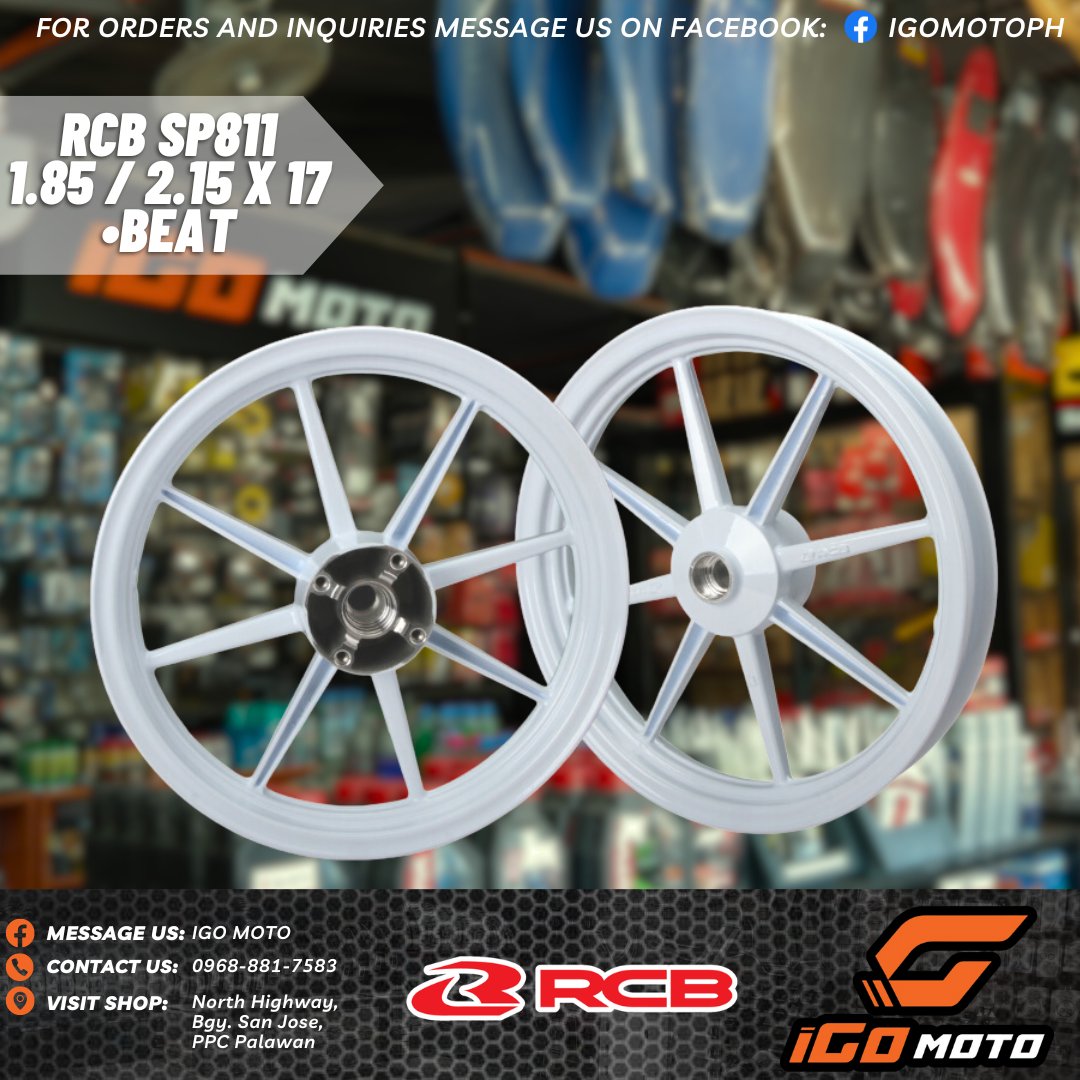 FOR ORDERS AND INQUIRIES MESSAGE US ON FACEBOOK: IGOMOTOPH
RCB SP811
1.85 / 2.15 X 17
•BEAT
iGO MOTO
RCB
MESSAGE US: IGO MOTO
CONTACT US: 0968-881-7583
VISIT SHOP: North Highway,
Bgy. San Jose,
PPC Palawan
RCB
iGO MOTO